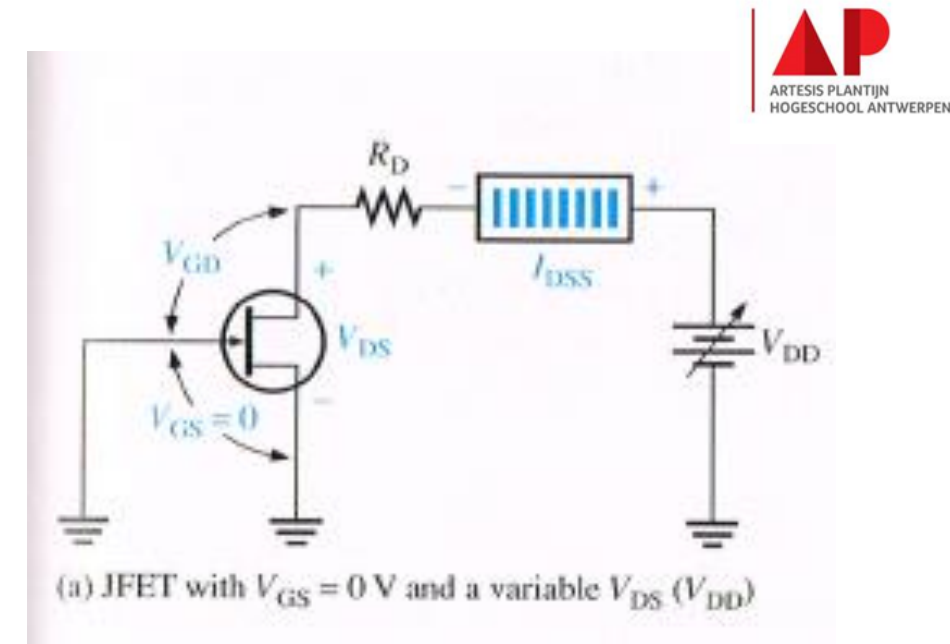 AP
ARTESIS PLANTIJN
HOGESCHOOL ANTWERPEN
R_D
- +
I_DSS
V_GD
+
V_DS
V_DD
V_GS = 0
-
(a) JFET with V_GS = 0 V and a variable V_DS (V_DD)